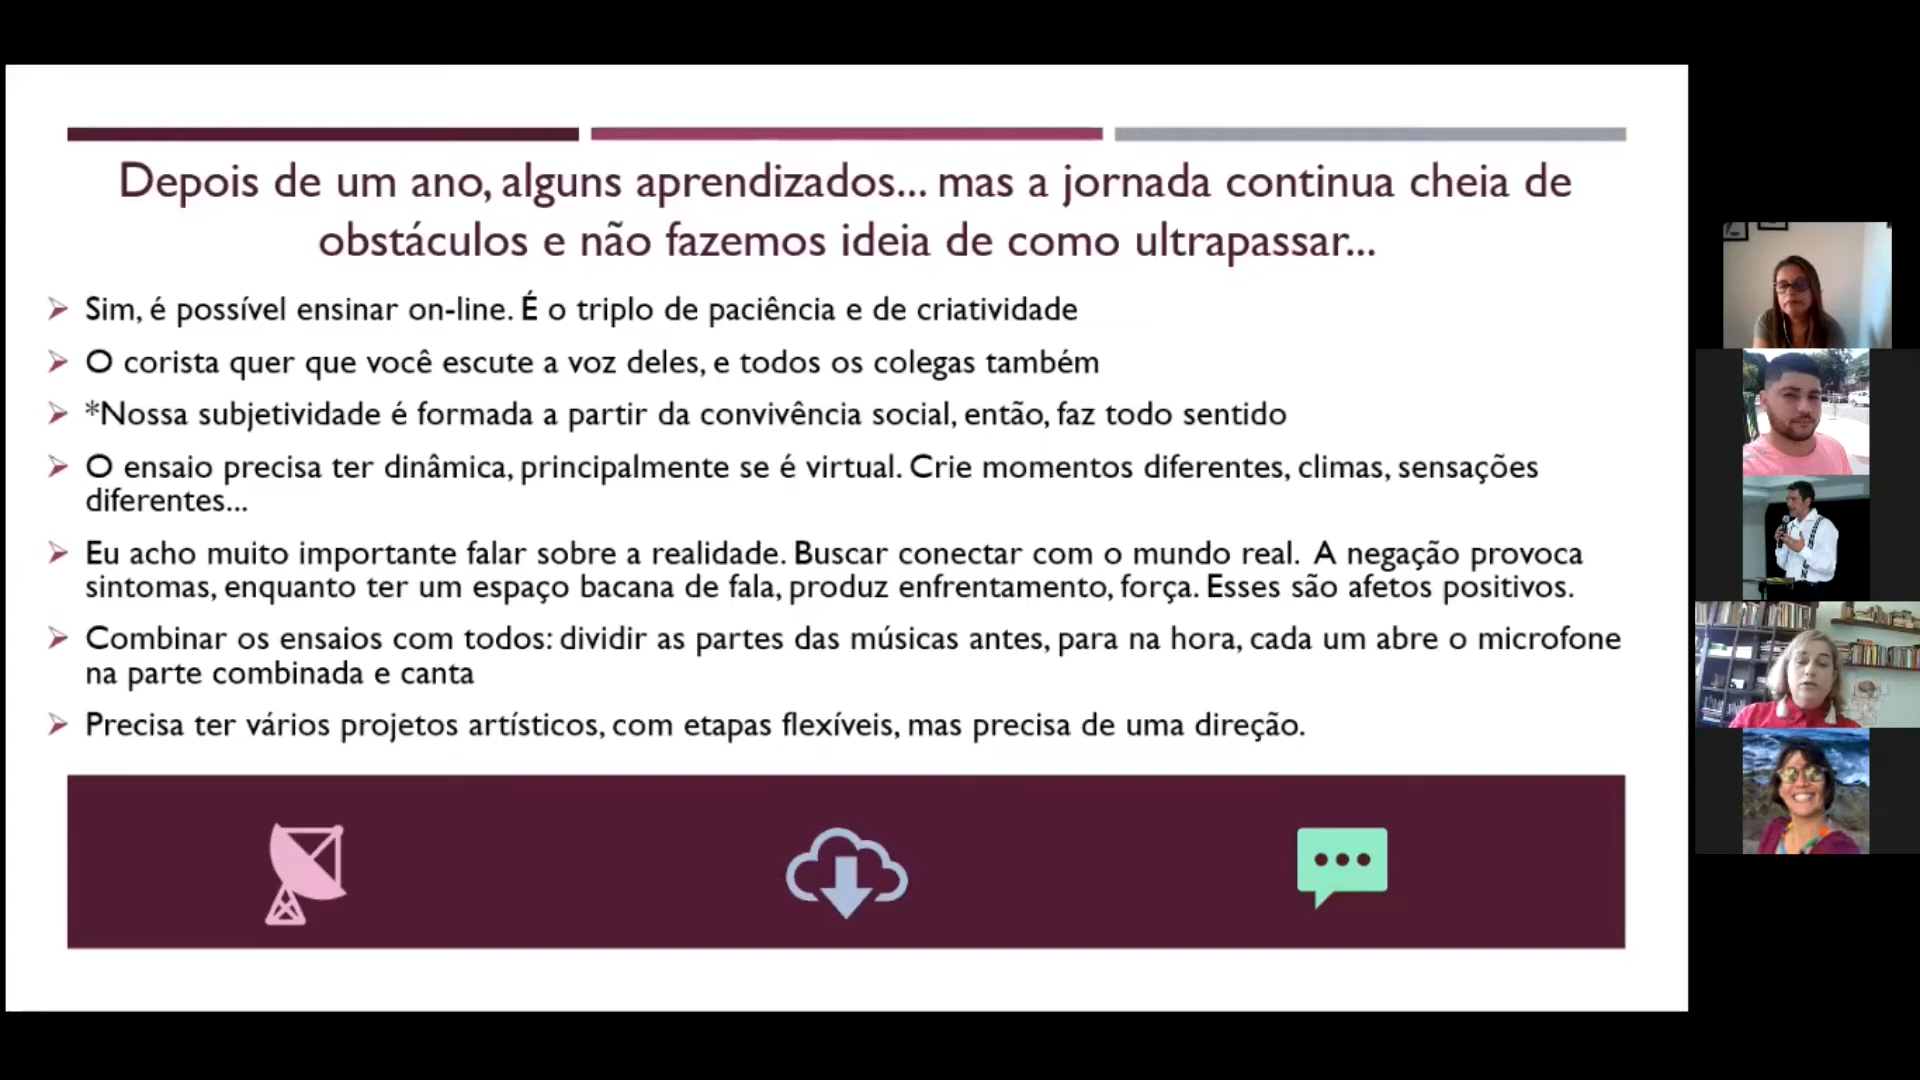 Depois de um ano, alguns aprendizados... mas a jornada continua cheia de
obstáculos e não fazemos ideia de como ultrapassar...
Sim, é possível ensinar on-line. É o triplo de paciência e de criatividade
O corista quer que você escute a voz deles, e todos os colegas também
*Nossa subjetividade é formada a partir da convivência social, então, faz todo sentido
O ensaio precisa ter dinâmica, principalmente se é virtual. Crie momentos diferentes, climas, sensações
diferentes...
Eu acho muito importante falar sobre a realidade. Buscar conectar com o mundo real. A negação provoca
sintomas, enquanto ter um espaço bacana de fala, produz enfrentamento, força. Esses são afetos positivos.
Combinar os ensaios com todos: dividir as partes das músicas antes, para na hora, cada um abre o microfone
na parte combinada e canta
Precisa ter vários projetos artísticos, com etapas flexíveis, mas precisa de uma direção.